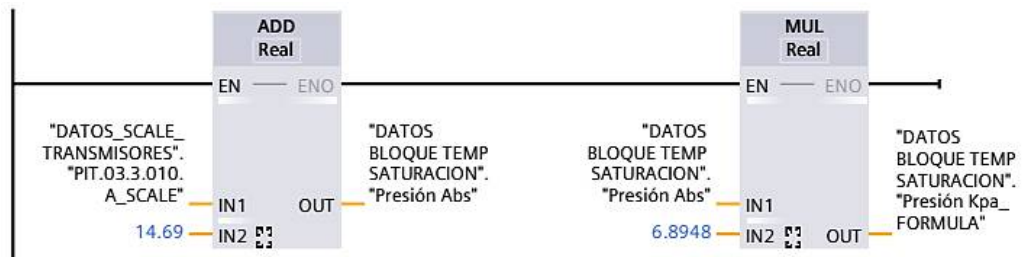 ADD
Real
EN
ENO
"DATOS_SCALE_
TRANSMISORES".
"PIT.03.3.010.
A_SCALE"
IN1
14.69
IN2
OUT
"DATOS
BLOQUE TEMP
SATURACION".
"Presión Abs"
MUL
Real
EN
ENO
"DATOS
BLOQUE TEMP
SATURACION".
"Presión Abs"
IN1
6.8948
IN2
OUT
"DATOS
BLOQUE TEMP
SATURACION".
"Presión Kpa_
FORMULA"